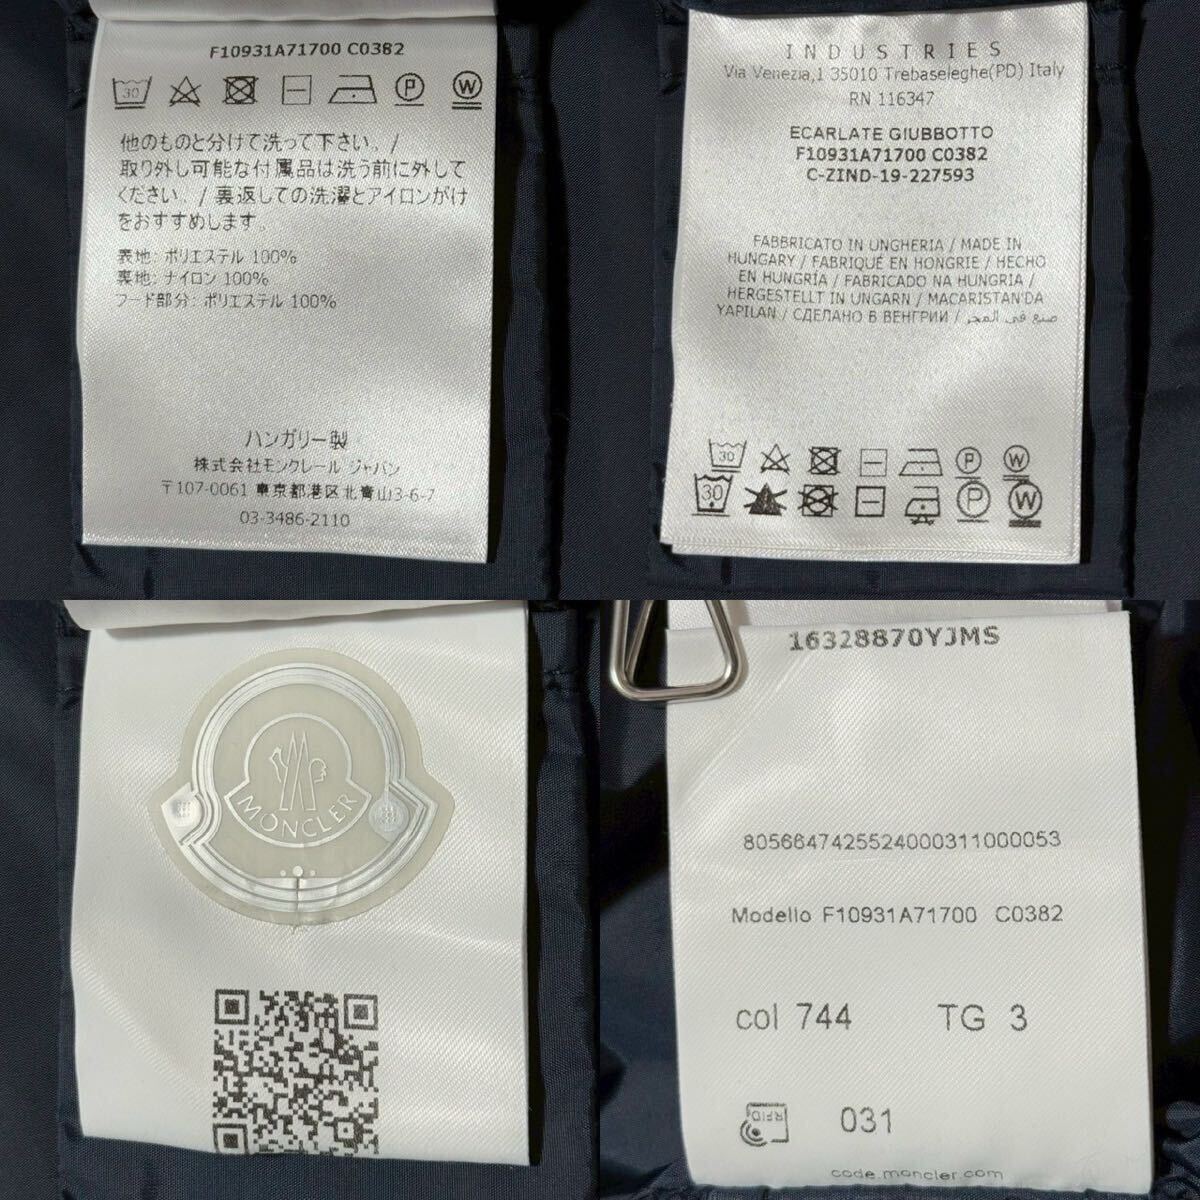 F10931A71700 C0382
30
P
W
他のものと分けて洗って下さい。/
取り外し可能な付属品は洗う前に外して
ください。/ 裏返しての洗濯とアイロンがけ
をおすすめします。
表地: ポリエステル 100%
裏地: ナイロン 100%
フード部分: ポリエステル 100%
ハンガリー製
株式会社モンクレール ジャパン
〒107-0061 東京都港区北青山3-6-7
03-3486-2110
INDUSTRIES
Via Venezia,1 35010 Trebaseleghe(PD) Italy
RN 116347
ECARLATE GIUBBOTTO
F10931A71700 C0382
C-ZIND-19-227593
FABBRICATO IN UNGHERIA / MADE IN
HUNGARY / FABRIQUÉ EN HONGRIE / HECHO
EN HUNGRÍA / FABRICADO NA HUNGRIA /
HERGESTELLT IN UNGARN / MACARISTAN'DA
YAPILAN / СДЕЛАНО В ВЕНГРИИ / صنع في المجر
30 P W
30 P W
MONCLER
16328870YJMS
8056647425524000311000053
Modello F10931A71700 C0382
col 744 TG 3
RFID 031
code.moncler.com